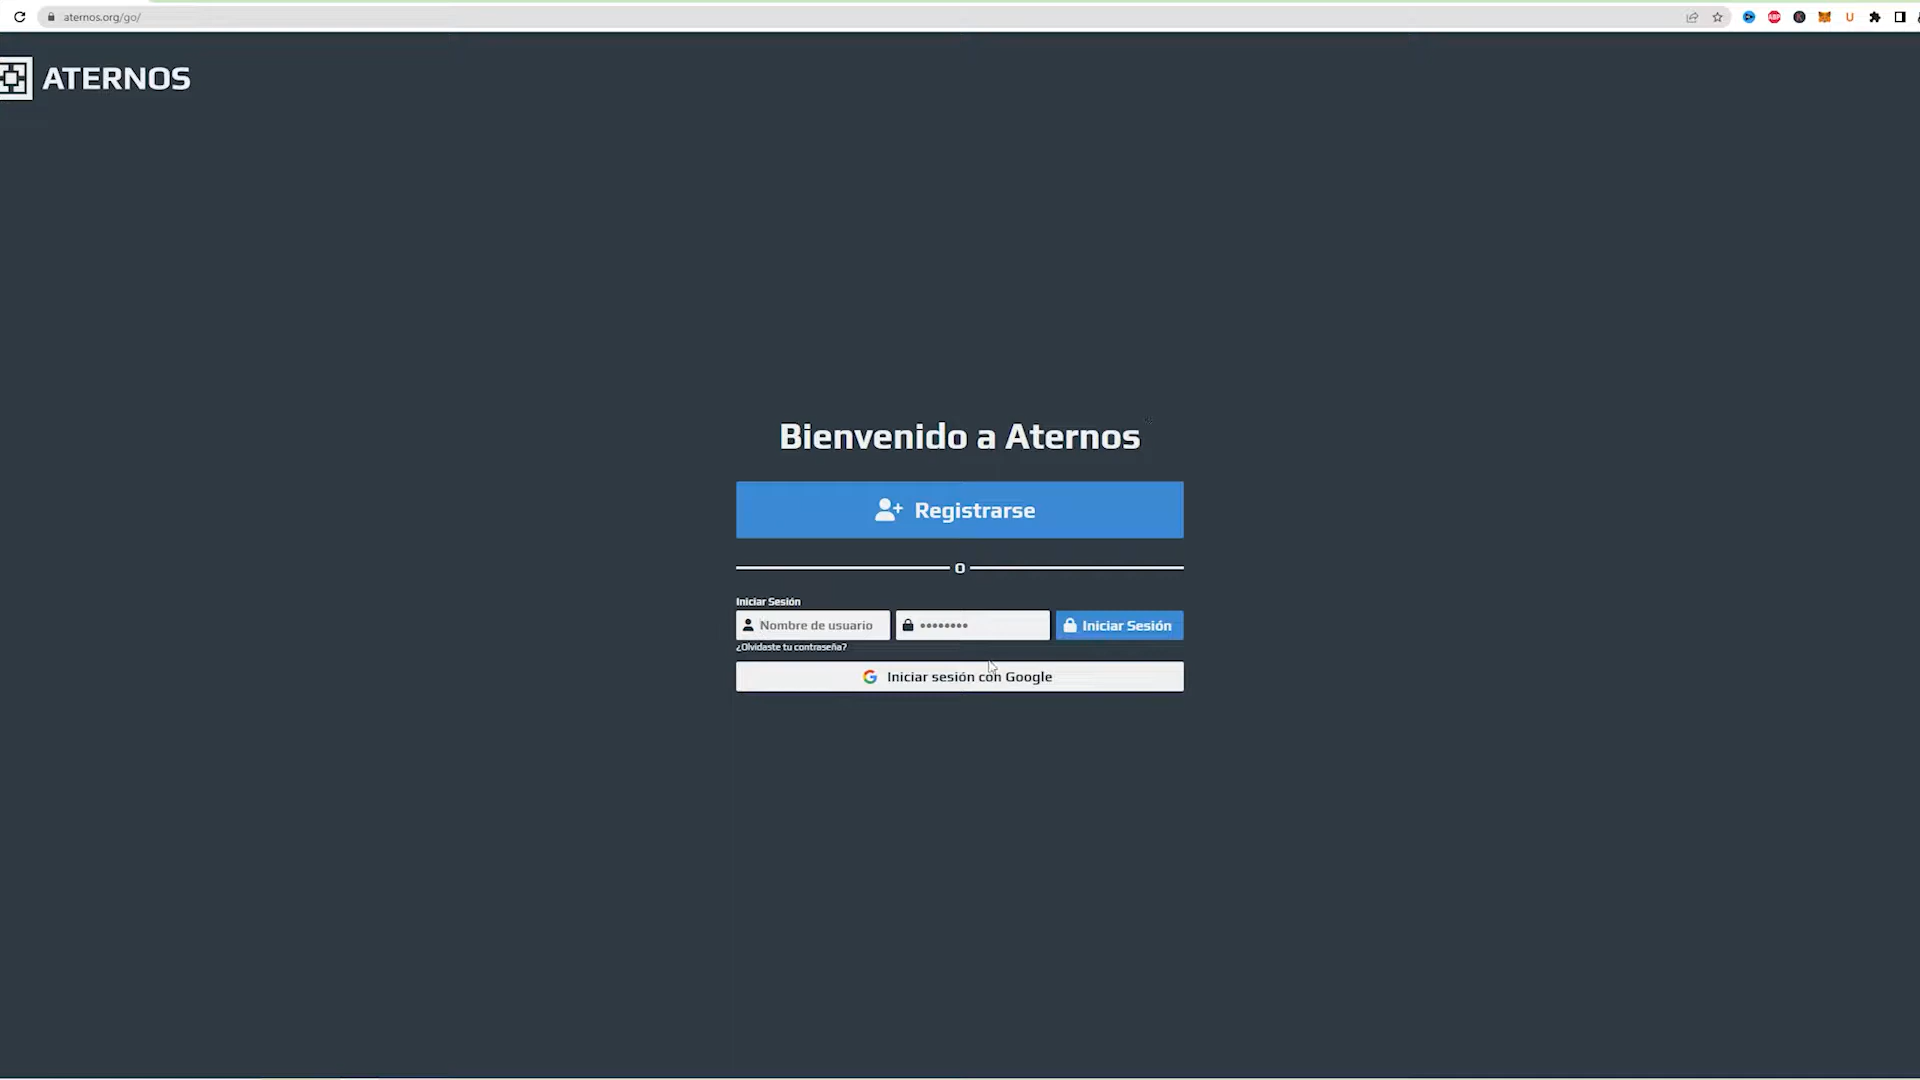 aternos.org/go/
ABP
U
ATERNOS
Bienvenido a Aternos
Registrarse
O
Iniciar Sesión
Nombre de usuario
Iniciar Sesión
¿Olvidaste tu contraseña?
Iniciar sesión con Google